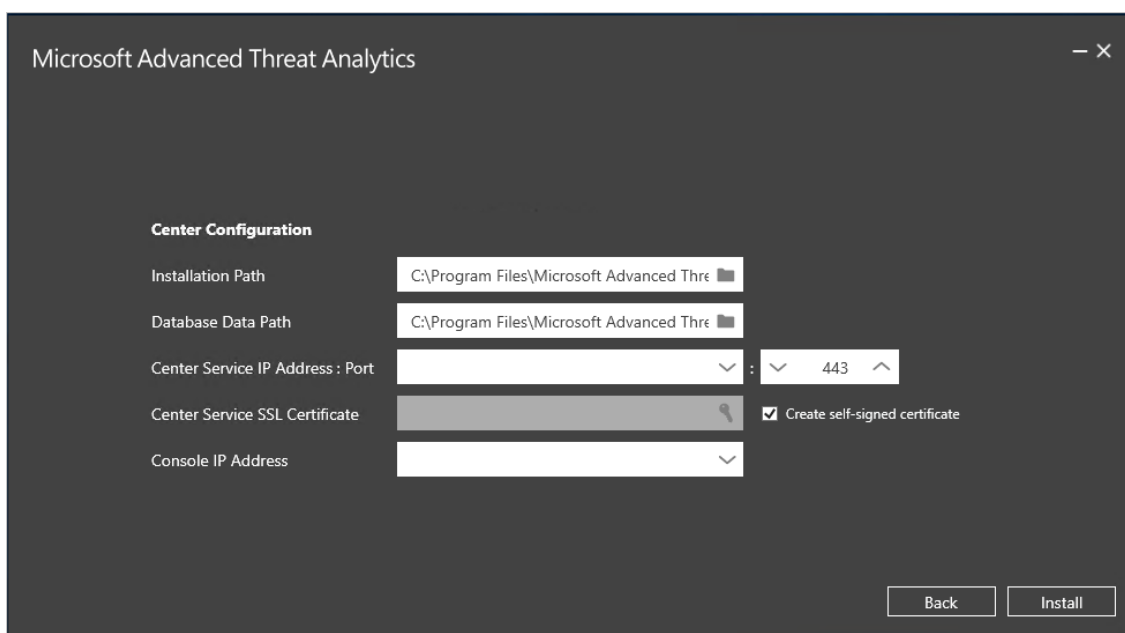 Microsoft Advanced Threat Analytics
Center Configuration
Installation Path C:\Program Files\Microsoft Advanced Thre
Database Data Path C:\Program Files\Microsoft Advanced Thre
Center Service IP Address : Port : 443
Center Service SSL Certificate Create self-signed certificate
Console IP Address
Back Install